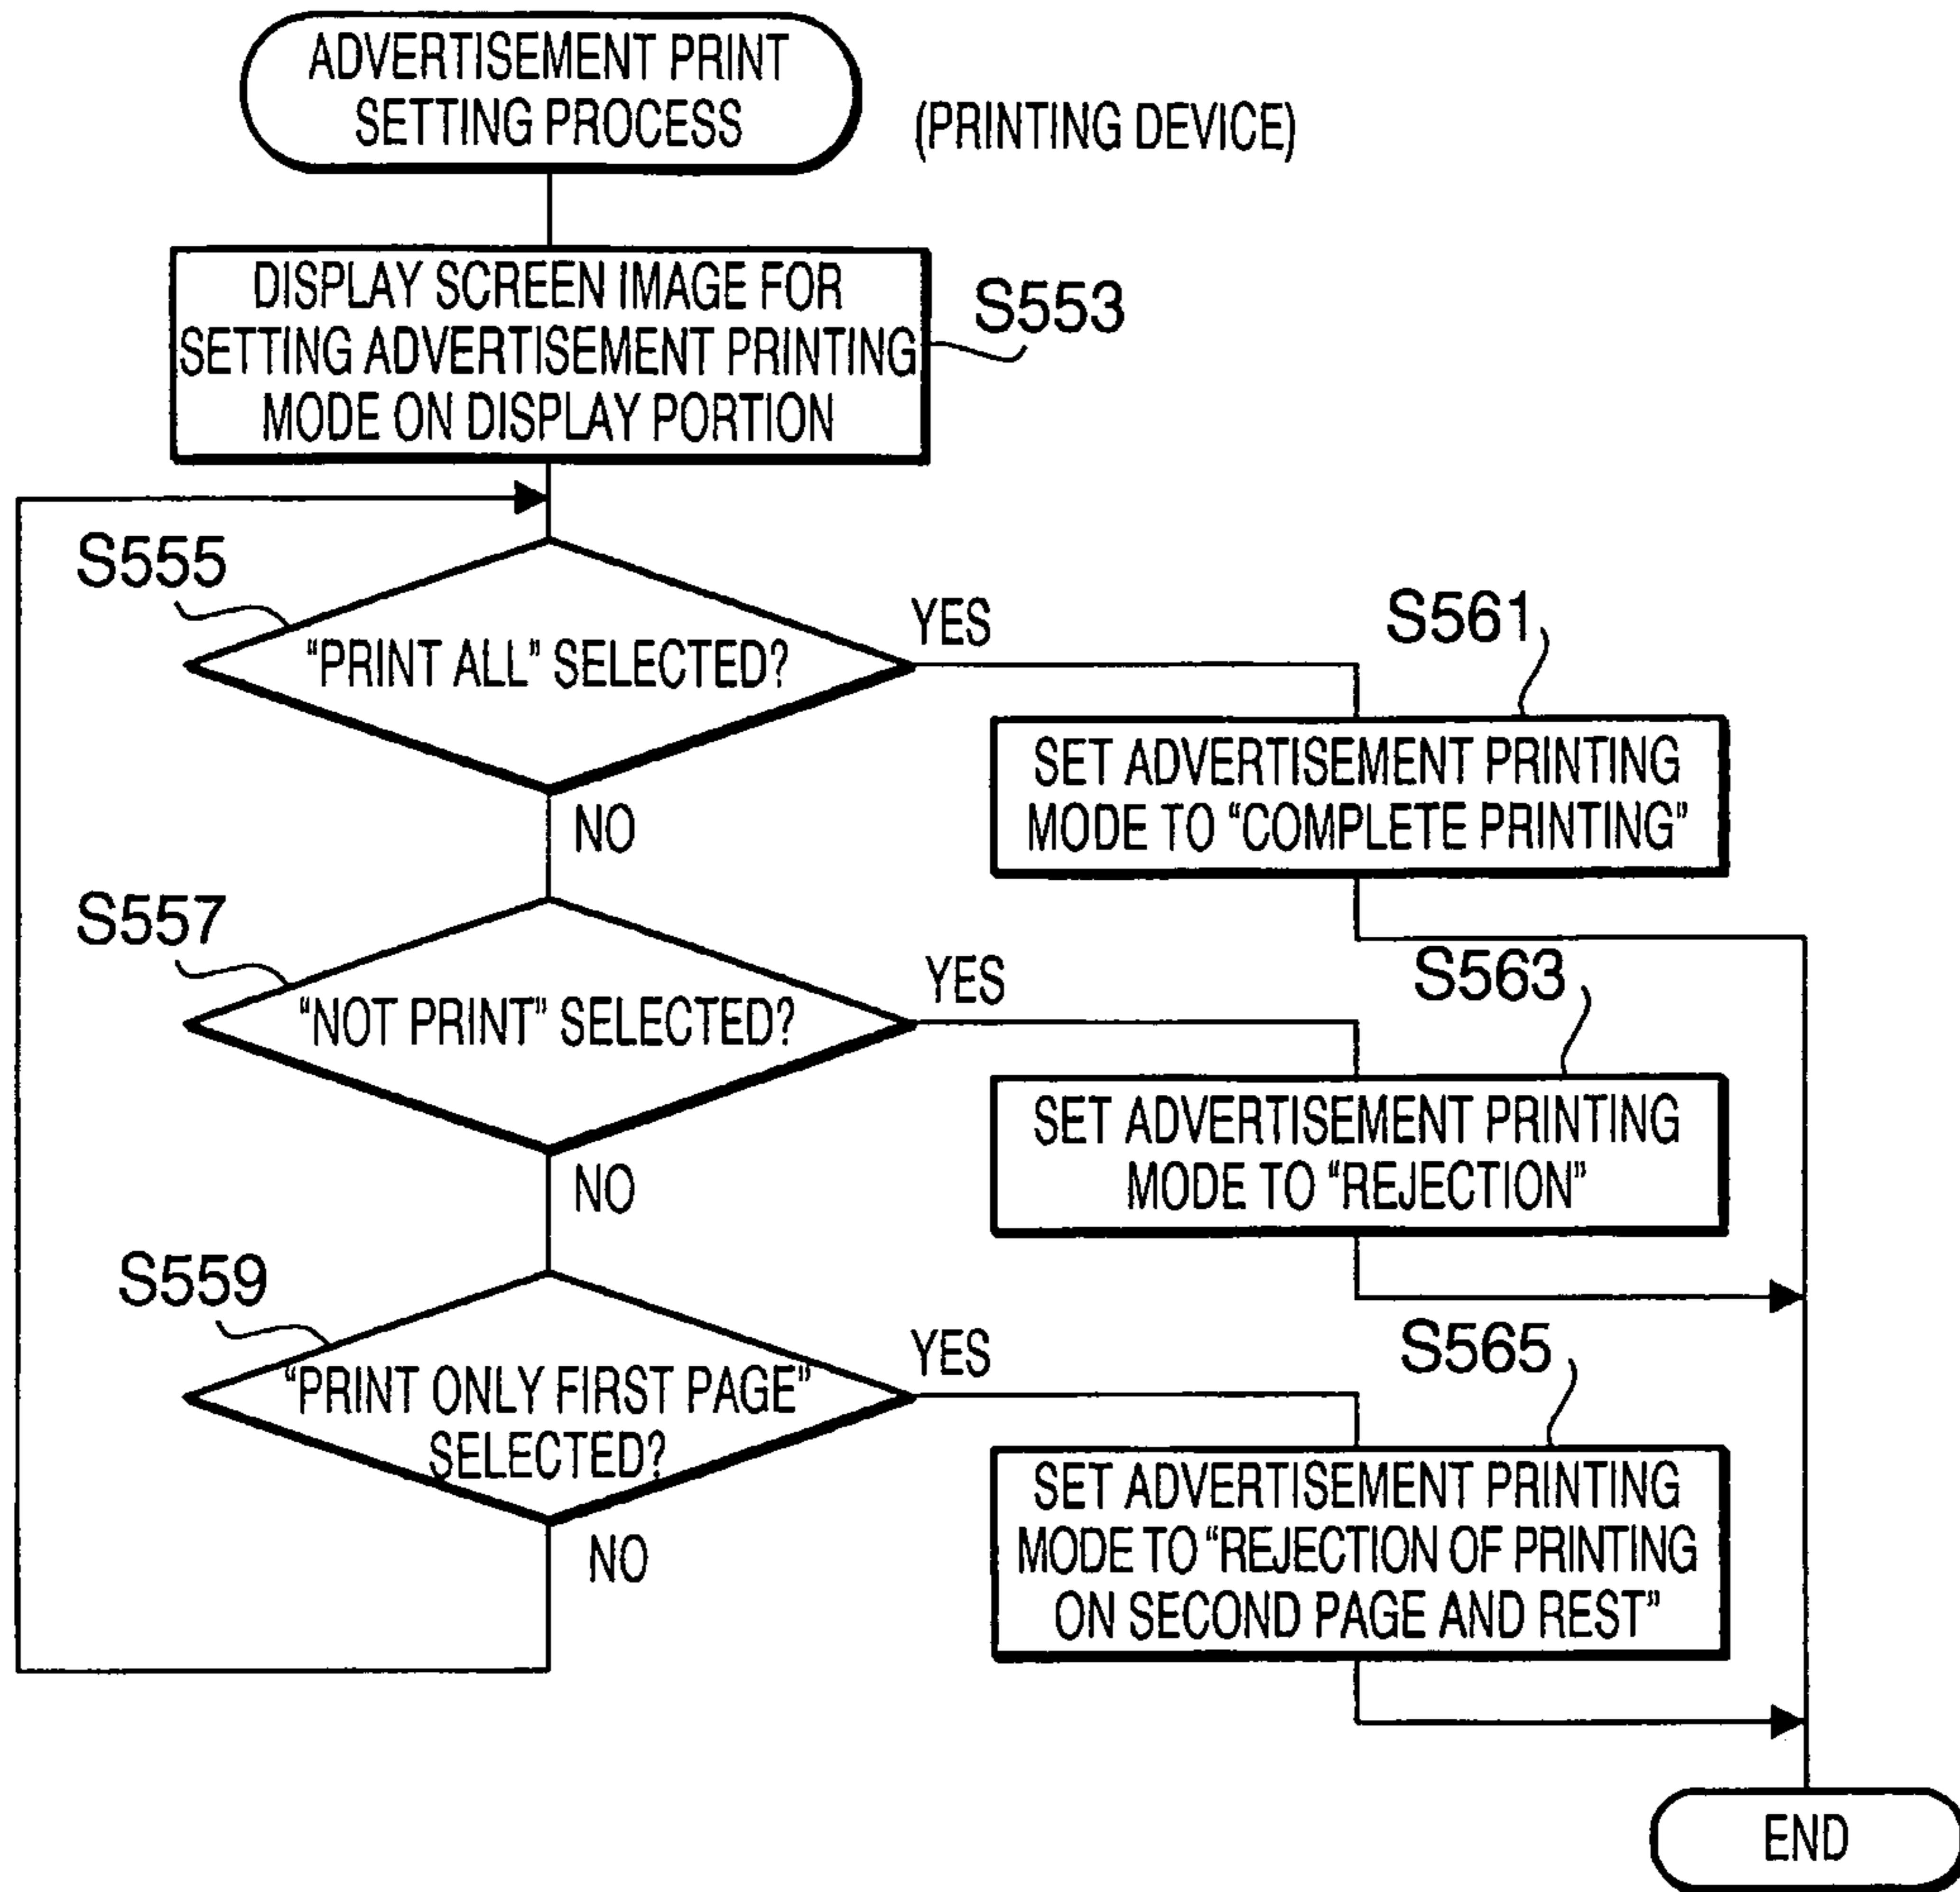 ADVERTISEMENT PRINT
SETTING PROCESS
(PRINTING DEVICE)
DISPLAY SCREEN IMAGE FOR
SETTING ADVERTISEMENT PRINTING
MODE ON DISPLAY PORTION
S553
S555
"PRINT ALL" SELECTED?
YES
NO
S561
SET ADVERTISEMENT PRINTING
MODE TO "COMPLETE PRINTING"
S557
"NOT PRINT" SELECTED?
YES
NO
S563
SET ADVERTISEMENT PRINTING
MODE TO "REJECTION"
S559
"PRINT ONLY FIRST PAGE"
SELECTED?
YES
NO
S565
SET ADVERTISEMENT PRINTING
MODE TO "REJECTION OF PRINTING
ON SECOND PAGE AND REST"
END